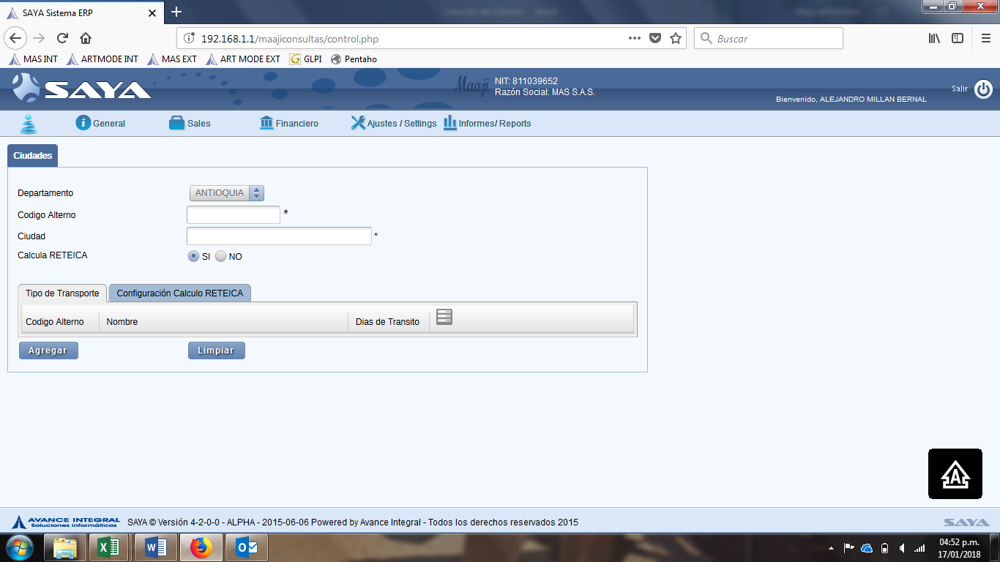 SAYA Sistema ERP
192.168.1.1/maajiconsultas/control.php
Buscar
MAS INT
ARTMODE INT
MAS EXT
ART MODE EXT
GLPI
Pentaho
SAYA
Maaji
NIT: 811039652
Razón Social: MAS S.A.S.
Bienvenido, ALEJANDRO MILLAN BERNAL
Salir
General
Sales
Financiero
Ajustes / Settings
Informes/ Reports
Ciudades
Departamento
ANTIOQUIA
Codigo Alterno
*
Ciudad
*
Calcula RETEICA
SI
NO
Tipo de Transporte
Configuración Calculo RETEICA
Codigo Alterno
Nombre
Dias de Transito
Agregar
Limpiar
A
AVANCE INTEGRAL
Soluciones Informáticas
SAYA © Versión 4-2-0-0 - ALPHA - 2015-06-06 Powered by Avance Integral - Todos los derechos reservados 2015
SAYA
04:52 p.m.
17/01/2018